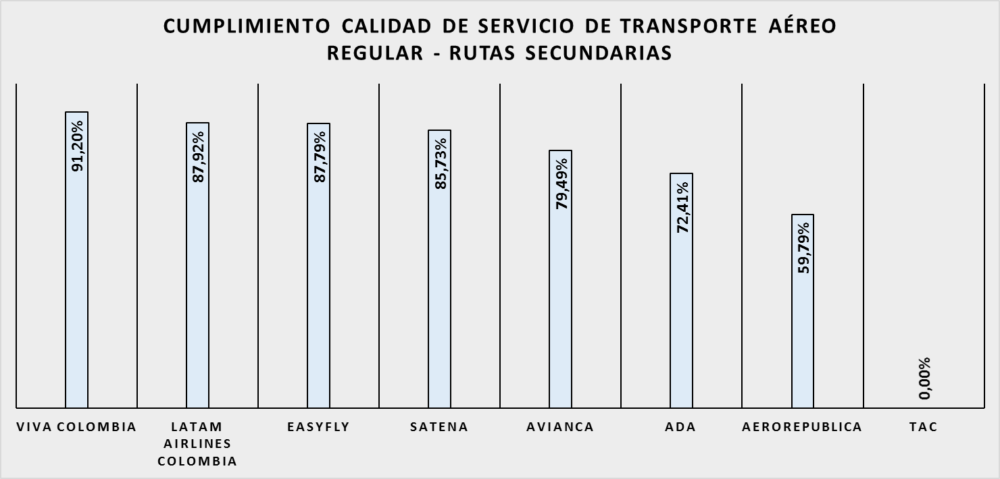 CUMPLIMIENTO CALIDAD DE SERVICIO DE TRANSPORTE AÉREO
REGULAR - RUTAS SECUNDARIAS
91,20%
87,92%
87,79%
85,73%
79,49%
72,41%
59,79%
0,00%
VIVA COLOMBIA
LATAM
AIRLINES
COLOMBIA
EASYFLY
SATENA
AVIANCA
ADA
AEROREPUBLICA
TAC